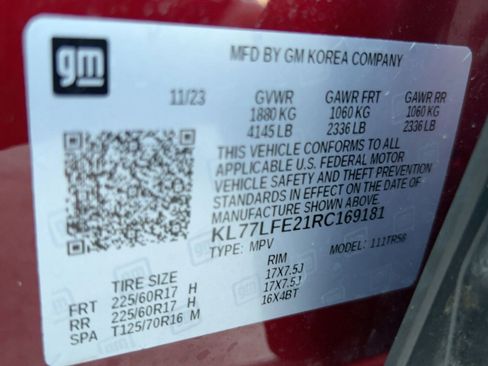 gm
MFD BY GM KOREA COMPANY
11/23 GVWR GAWR FRT GAWR RR
1880 KG 1060 KG 1060 KG
4145 LB 2336 LB 2336 LB
THIS VEHICLE CONFORMS TO ALL
APPLICABLE U.S. FEDERAL MOTOR
VEHICLE SAFETY AND THEFT PREVENTION
STANDARDS IN EFFECT ON THE DATE OF
MANUFACTURE SHOWN ABOVE.
KL77LFE21RC169181
TYPE: MPV MODEL: 111TR58
TIRE SIZE RIM
FRT 225/60R17 H 17X7.5J
RR 225/60R17 H 17X7.5J
SPA T125/70R16 M 16X4BT